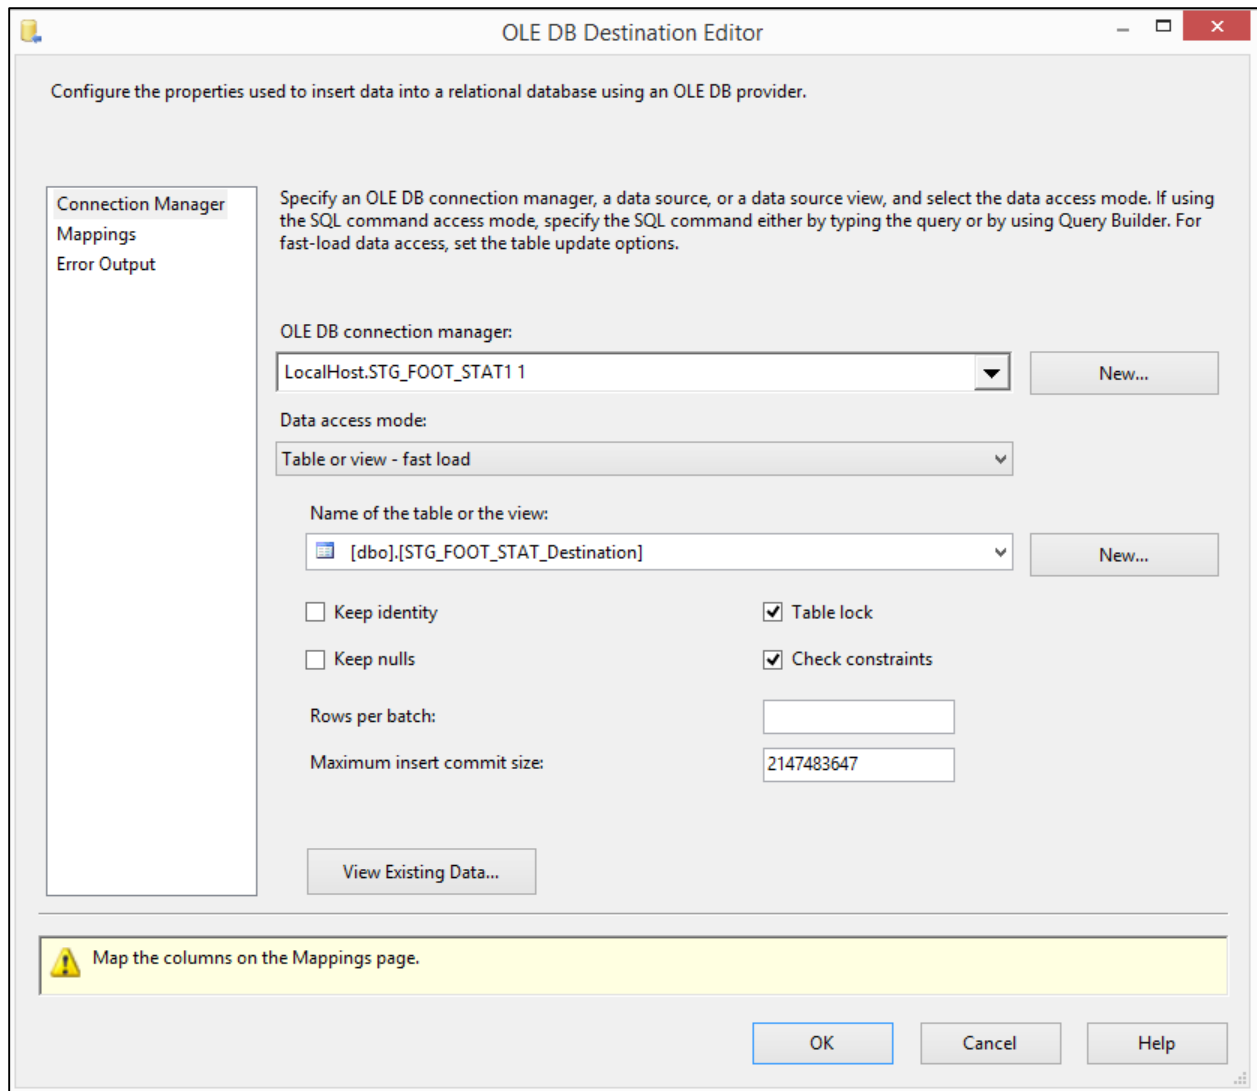 OLE DB Destination Editor
Configure the properties used to insert data into a relational database using an OLE DB provider.
Connection Manager
Mappings
Error Output
Specify an OLE DB connection manager, a data source, or a data source view, and select the data access mode. If using
the SQL command access mode, specify the SQL command either by typing the query or by using Query Builder. For
fast-load data access, set the table update options.
OLE DB connection manager:
LocalHost.STG_FOOT_STAT1 1
New...
Data access mode:
Table or view - fast load
Name of the table or the view:
[dbo].[STG_FOOT_STAT_Destination]
New...
Keep identity
Table lock
Keep nulls
Check constraints
Rows per batch:
Maximum insert commit size:
2147483647
View Existing Data...
Map the columns on the Mappings page.
OK
Cancel
Help